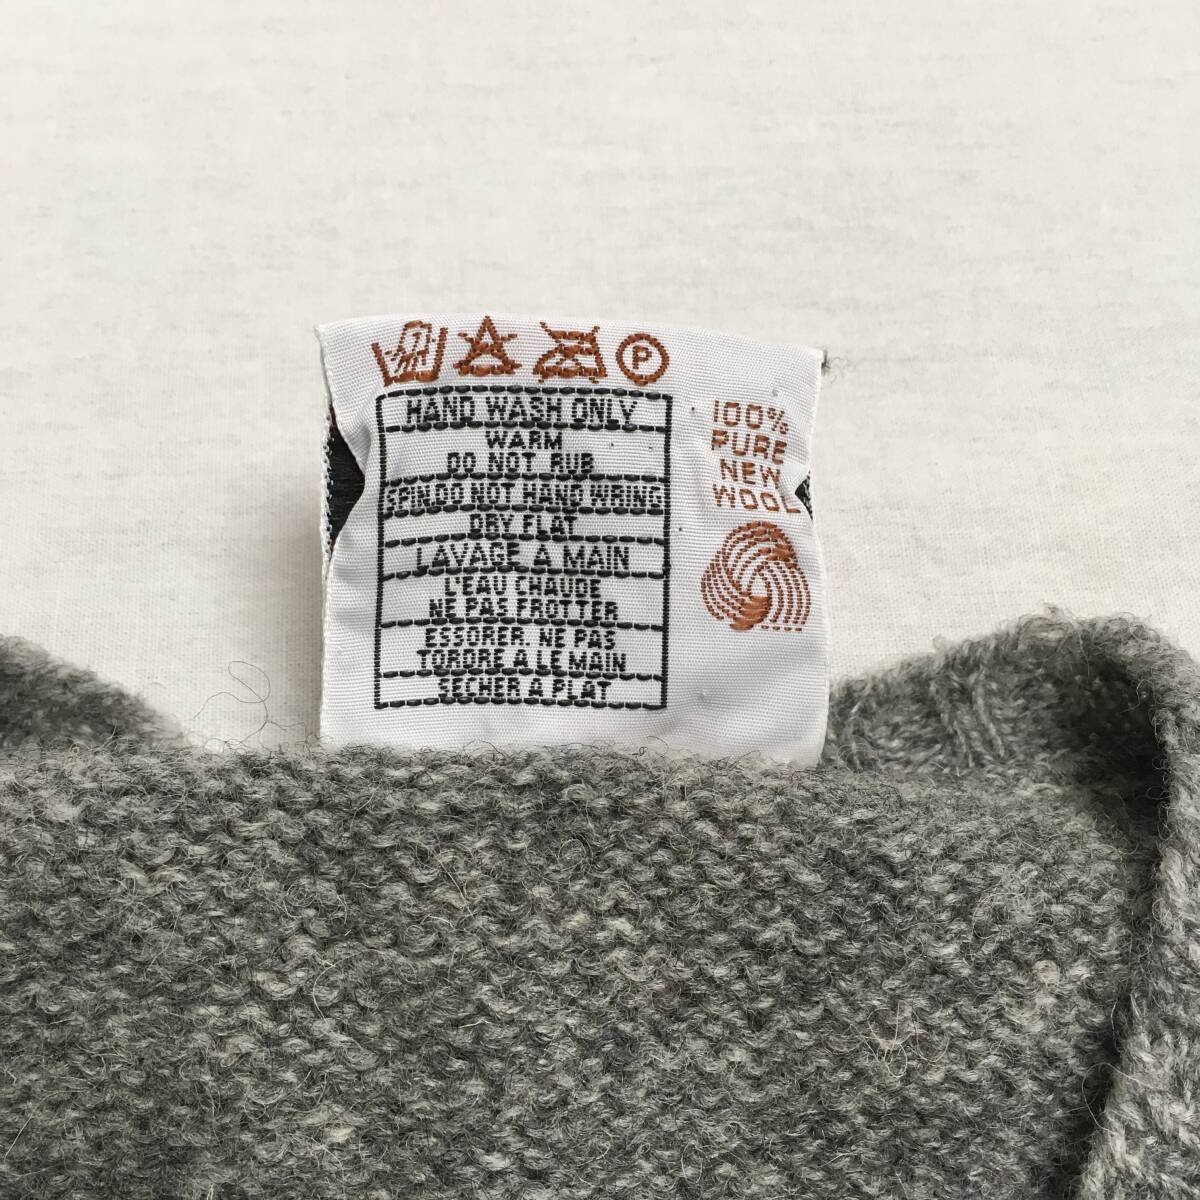 P
HAND WASH ONLY
WARM
DO NOT RUB
SPIN.DO NOT HAND WRING
DRY FLAT
LAVAGE A MAIN
L'EAU CHAUDE
NE PAS FROTTER
ESSORER. NE PAS
TORDRE A LE MAIN
SECHER A PLAT
100%
PURE
NEW
WOOL